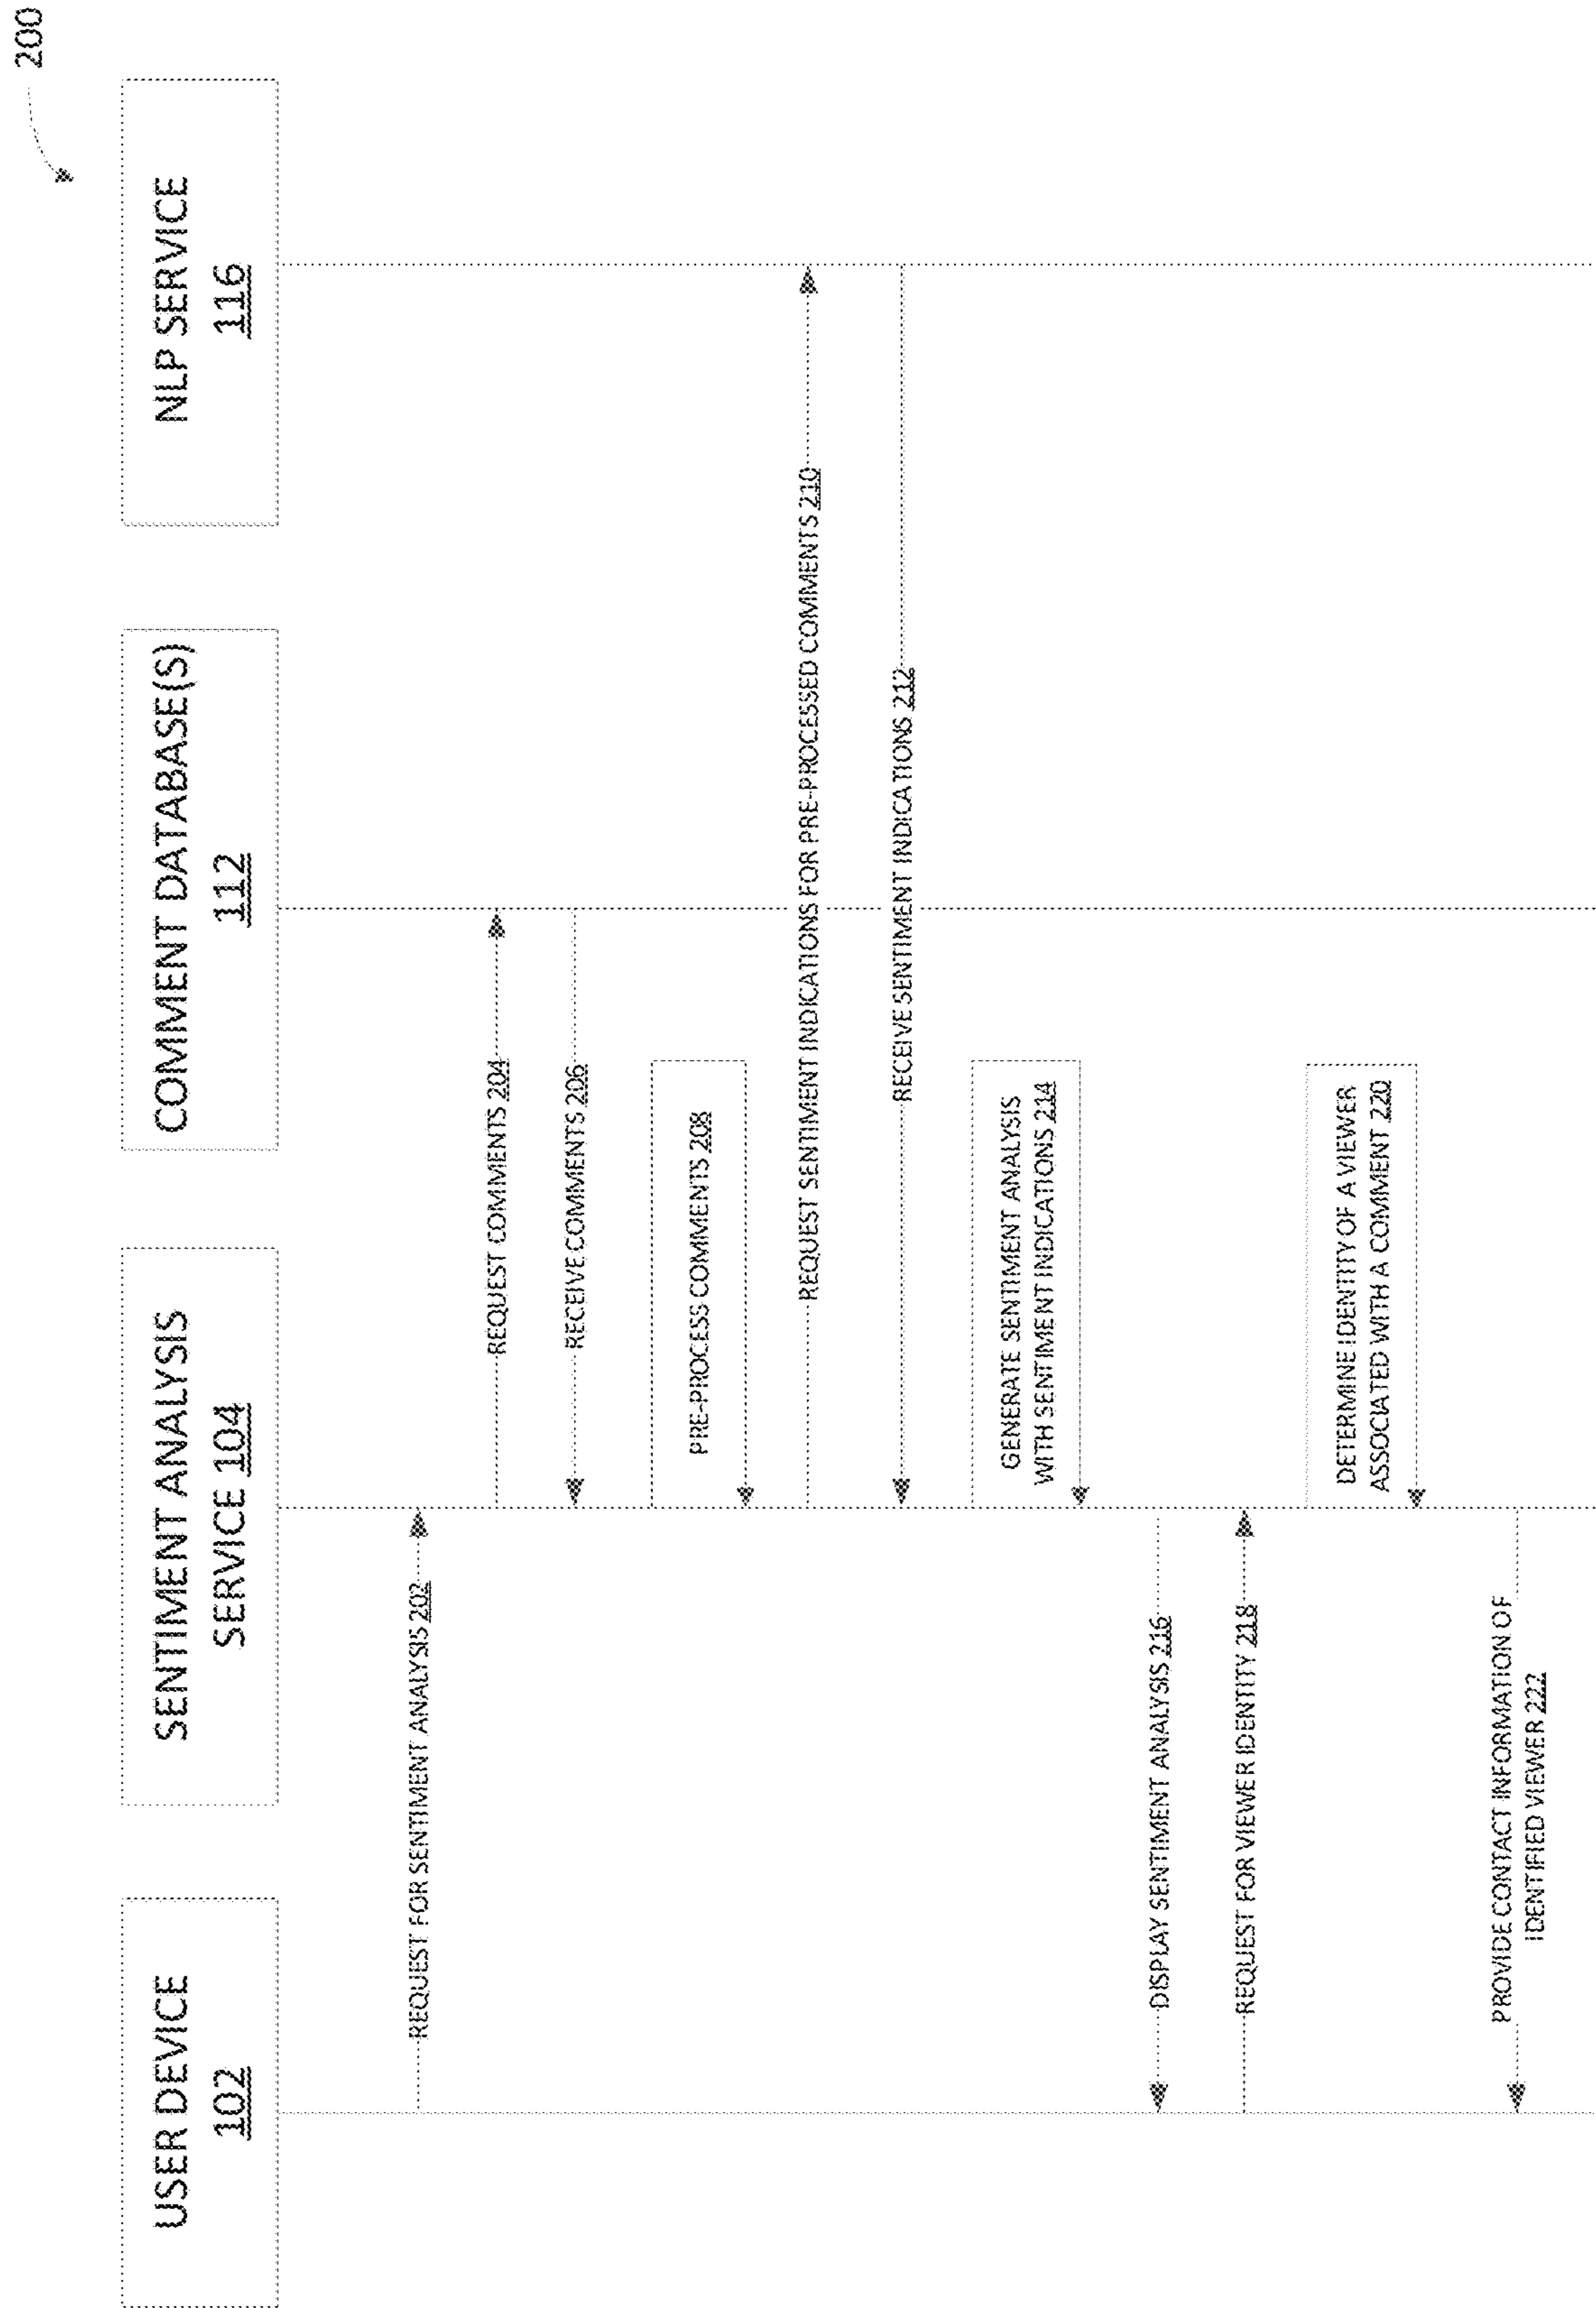 200
USER DEVICE
102
SENTIMENT ANALYSIS
SERVICE 104
COMMENT DATABASE(S)
112
NLP SERVICE
116
REQUEST FOR SENTIMENT ANALYSIS 202
REQUEST COMMENTS 204
RECEIVE COMMENTS 206
PRE-PROCESS COMMENTS 208
REQUEST SENTIMENT INDICATIONS FOR PRE-PROCESSED COMMENTS 210
RECEIVE SENTIMENT INDICATIONS 212
GENERATE SENTIMENT ANALYSIS
WITH SENTIMENT INDICATIONS 214
DISPLAY SENTIMENT ANALYSIS 216
REQUEST FOR VIEWER IDENTITY 218
DETERMINE IDENTITY OF A VIEWER
ASSOCIATED WITH A COMMENT 220
PROVIDE CONTACT INFORMATION OF
IDENTIFIED VIEWER 222